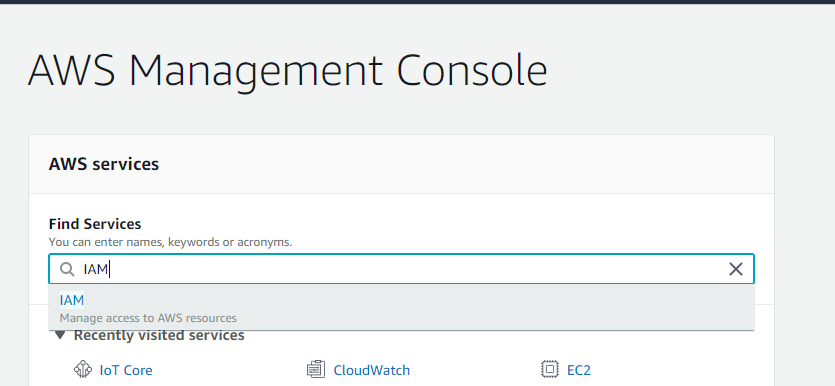 AWS Management Console
AWS services
Find Services
You can enter names, keywords or acronyms.
IAM
IAM
Manage access to AWS resources
Recently visited services
IoT Core CloudWatch EC2